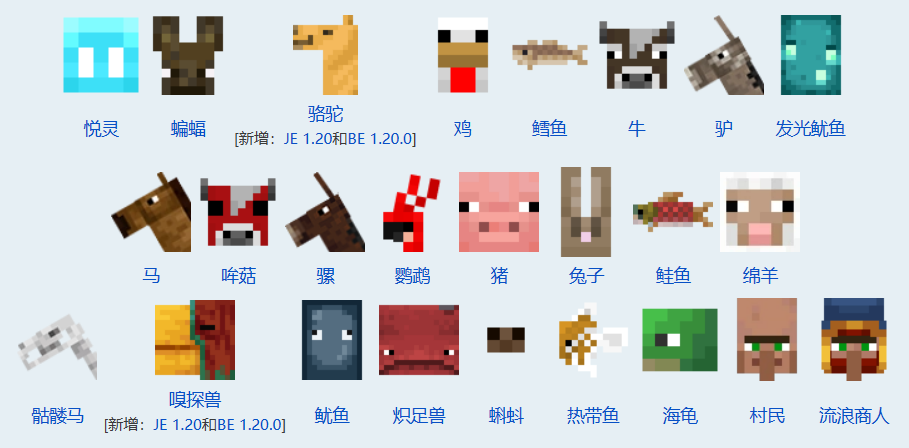 悦灵 蝙蝠 骆驼 鸡 鳕鱼 牛 驴 发光鱿鱼
[新增：JE 1.20和BE 1.20.0]
马 哞菇 骡 鹦鹉 猪 兔子 鲑鱼 绵羊
骷髅马 嗅探兽 鱿鱼 炽足兽 蝌蚪 热带鱼 海龟 村民 流浪商人
[新增：JE 1.20和BE 1.20.0]